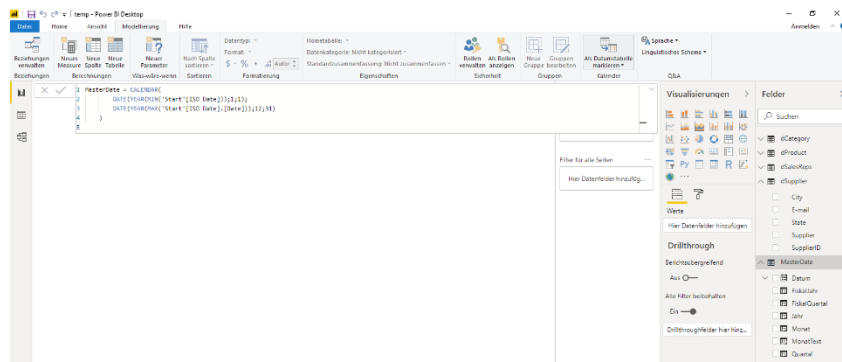 temp - Power BI Desktop
Anmelden
Datei Home Ansicht Modellierung Hilfe
Beziehungen verwalten
Neues Measure
Neue Spalte
Neue Tabelle
Neuer Parameter
Nach Spalte sortieren
Datentyp:
Format:
$ - % Autor
Hometabelle:
Datenkategorie: Nicht kategorisiert
Standardzusammenfassung: Nicht zusammenfassen
Rollen verwalten
Als Rollen anzeigen
Neue Gruppe
Gruppen bearbeiten
Als Datumstabelle markieren
Sprache
Linguistisches Schema
Beziehungen Berechnungen Was-wäre-wenn Sortieren Formatierung Eigenschaften Sicherheit Gruppen Kalender Q&A
1 MasterDate = CALENDAR(
2 DATE(YEAR(MIN('Start'[ISO Date]));1;1);
3 DATE(YEAR(MAX('Start'[ISO Date].[Date]));12;31)
4 )
5
Filter für alle Seiten
Hier Datenfelder hinzufüg...
Visualisierungen
Py
R
Werte
Hier Datenfelder hinzufügen
Drillthrough
Berichtsübergreifend
Aus
Alle Filter beibehalten
Ein
Drillthroughfelder hier hinz...
Felder
Suchen
dCategory
dProduct
dSalesReps
dSupplier
City
E-mail
State
Supplier
SupplierID
MasterDate
Datum
FiskalJahr
FiskalQuartal
Jahr
Monat
MonatText
Quartal